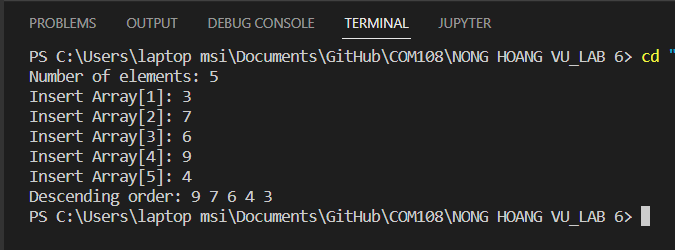 PROBLEMS OUTPUT DEBUG CONSOLE TERMINAL JUPYTER
PS C:\Users\laptop msi\Documents\GitHub\COM108\NONG HOANG VU_LAB 6> cd "
Number of elements: 5
Insert Array[1]: 3
Insert Array[2]: 7
Insert Array[3]: 6
Insert Array[4]: 9
Insert Array[5]: 4
Descending order: 9 7 6 4 3
PS C:\Users\laptop msi\Documents\GitHub\COM108\NONG HOANG VU_LAB 6>